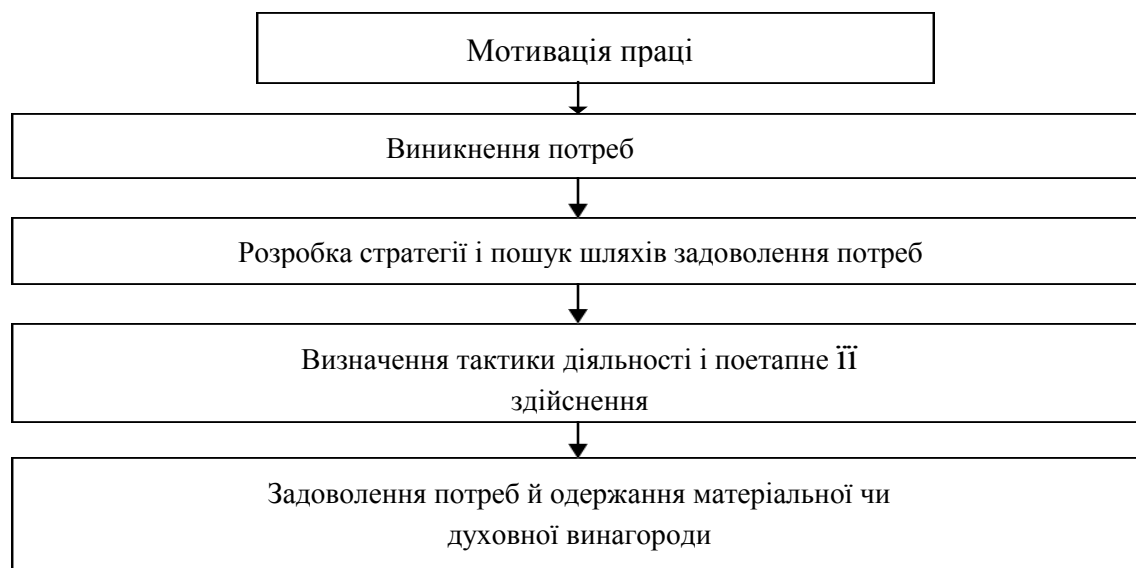 Мотивація праці
Виникнення потреб
Розробка стратегії і пошук шляхів задоволення потреб
Визначення тактики діяльності і поетапне її
здійснення
Задоволення потреб й одержання матеріальної чи
духовної винагороди